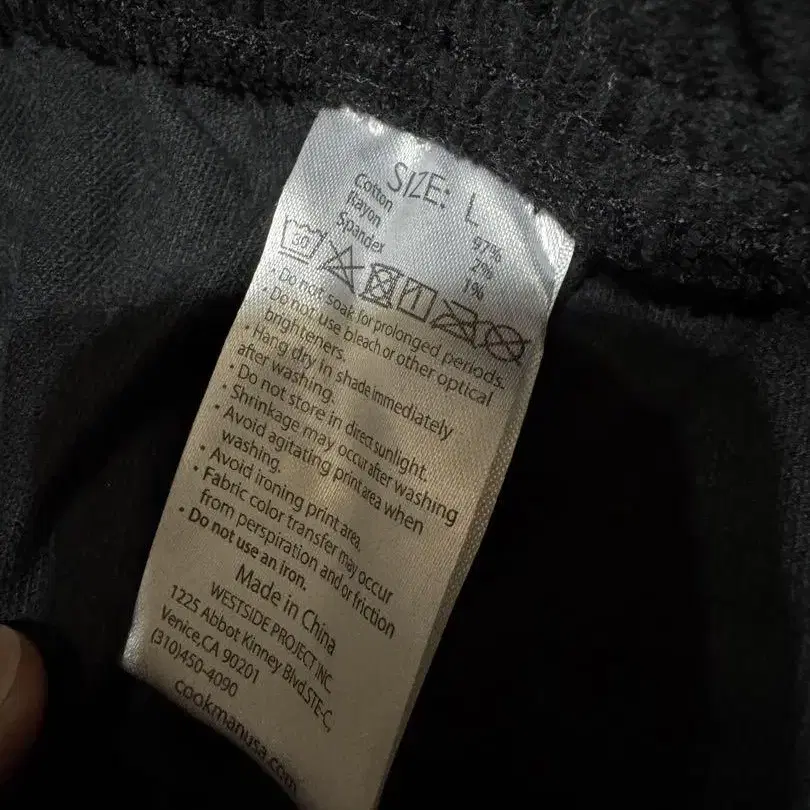 SIZE: L
Cotton 97%
Rayon 2%
Spandex 1%
30
• Do not soak for prolonged periods.
• Do not use bleach or other optical
brighteners.
• Hang dry in shade immediately
after washing.
• Do not store in direct sunlight.
• Shrinkage may occur after washing
• Avoid agitating print area when
washing.
• Avoid ironing print area.
• Fabric color transfer may occur
from perspiration and/or friction
• Do not use an iron.
Made in China
WESTSIDE PROJECT INC.
1225 Abbot Kinney Blvd.STE-C,
Venice,CA 90201
(310)450-4090
cookmanusa.com